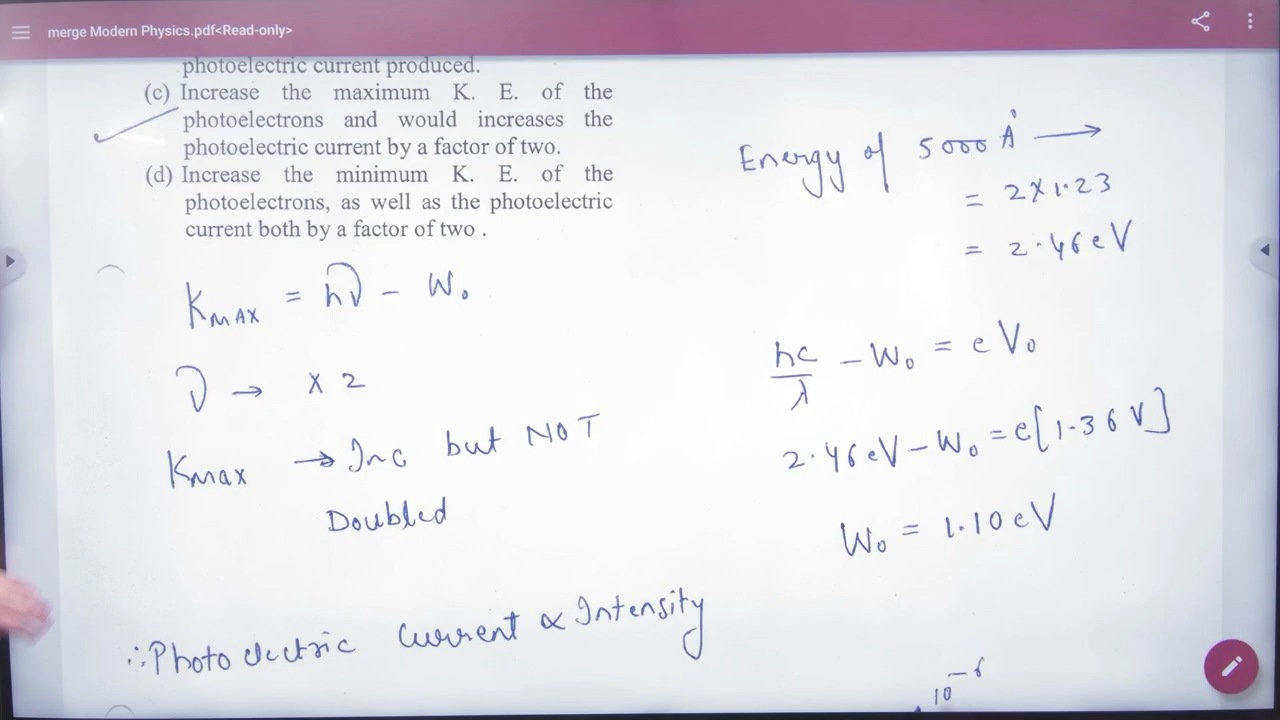 merge Modern Physics.pdf<Read-only>
photoelectric current produced.
(c) Increase the maximum K. E. of the
photoelectrons and would increases the
photoelectric current by a factor of two.
(d) Increase the minimum K. E. of the
photoelectrons, as well as the photoelectric
current both by a factor of two .
KMAX = hν - W₀
ν → × 2
Kmax → Inc but NOT
Doubled
∴ Photo electric Current ∝ Intensity
Energy of 5000 Å →
= 2×1.23
= 2.46 eV
hc/λ - W₀ = eV₀
2.46 eV - W₀ = e[1.36 V]
W₀ = 1.10 eV
10⁻⁶